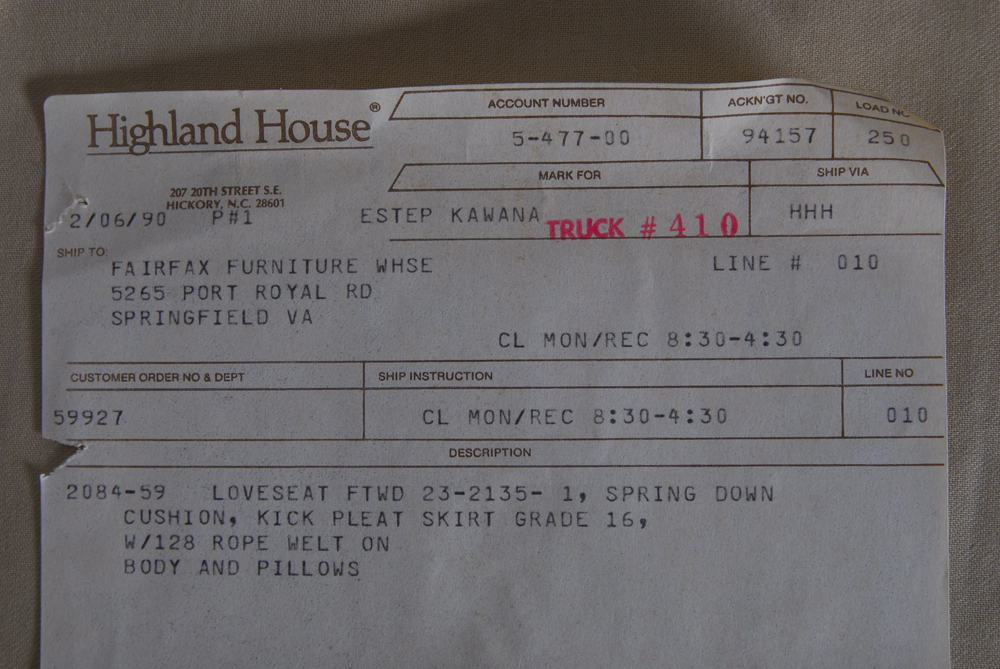 Highland House®
ACCOUNT NUMBER ACKN'GT NO. LOAD NO.
5-477-00 94157 250
207 20TH STREET S.E.
HICKORY, N.C. 28601
MARK FOR SHIP VIA
2/06/90 P#1 ESTEP KAWANA TRUCK # 410 HHH
SHIP TO:
FAIRFAX FURNITURE WHSE LINE # 010
5265 PORT ROYAL RD
SPRINGFIELD VA
CL MON/REC 8:30-4:30
CUSTOMER ORDER NO & DEPT SHIP INSTRUCTION LINE NO
59927 CL MON/REC 8:30-4:30 010
DESCRIPTION
2084-59 LOVESEAT FTWD 23-2135- 1, SPRING DOWN
CUSHION, KICK PLEAT SKIRT GRADE 16,
W/128 ROPE WELT ON
BODY AND PILLOWS